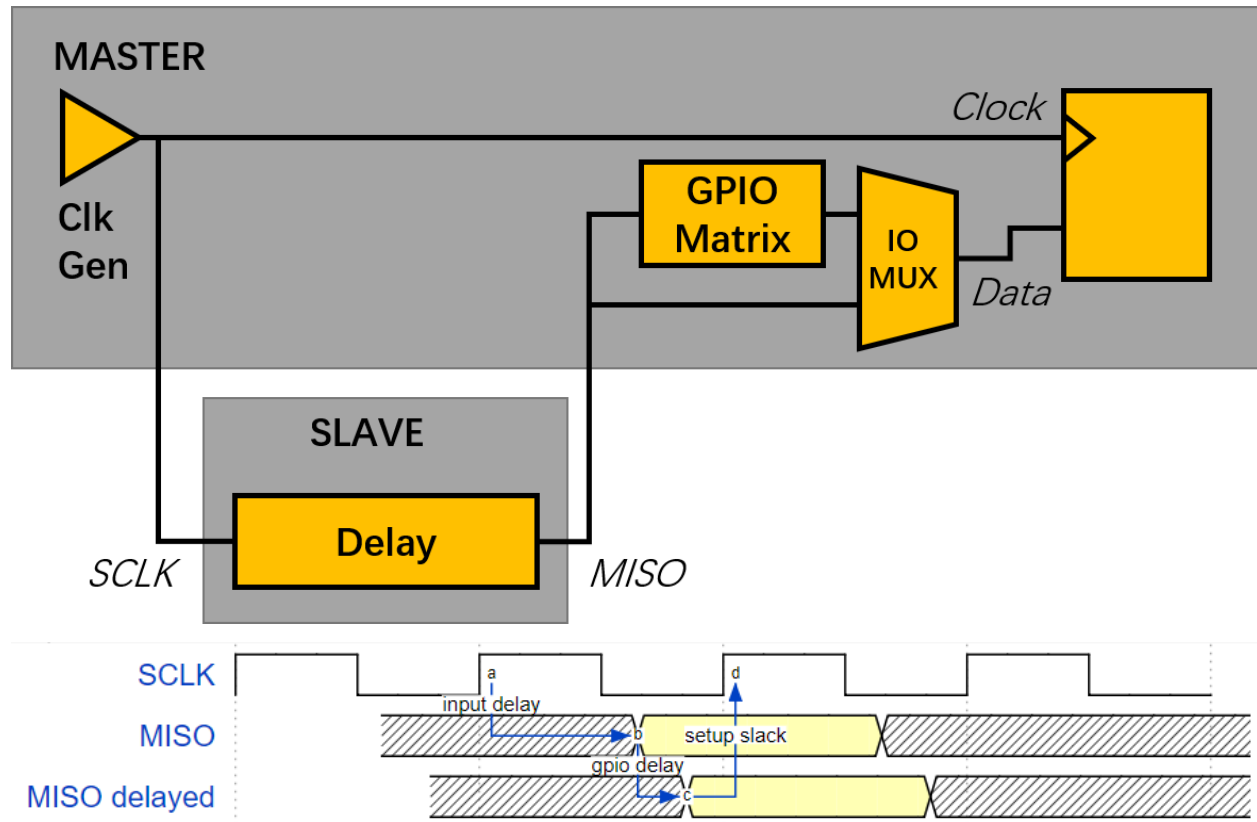 MASTER
Clk
Gen
Clock
GPIO
Matrix
IO
MUX
Data
SLAVE
Delay
SCLK
MISO
SCLK
a
d
input delay
MISO
b
setup slack
gpio delay
MISO delayed
c